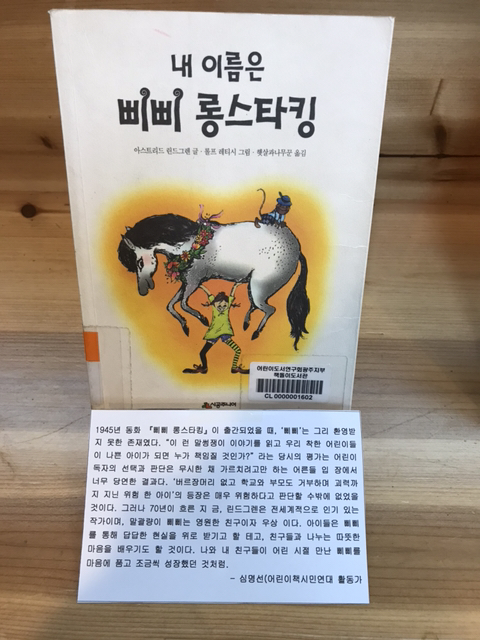 내 이름은
삐삐 롱스타킹
아스트리드 린드그렌 글 · 롤프 레티시 그림 · 햇살과나무꾼 옮김
어린이도서연구회광주지부
책돌이도서관
CL 0000001602
시공주니어
1945년 동화 『삐삐 롱스타킹』이 출간되었을 때, '삐삐'는 그리 환영받
지 못한 존재였다. “이 런 말썽쟁이 이야기를 읽고 우리 착한 어린이들
이 나쁜 아이가 되면 누가 책임질 것인가?” 라는 당시의 평가는 어린이
독자의 선택과 판단은 무시한 채 가르치려고만 하는 어른들 입 장에서
너무 당연한 결과다. '버르장머리 없고 학교와 부모도 거부하며 괴력까
지 지닌 위험 한 아이'의 등장은 매우 위험하다고 판단할 수밖에 없었을
것이다. 그러나 70년이 흐른 지 금, 린드그렌은 전세계적으로 인기 있는
작가이며, 말괄량이 삐삐는 영원한 친구이자 우상 이 다. 아이들은 삐삐
를 통해 답답한 현실을 위로 받기고 할 테고, 친구들과 나누는 따뜻한
마음을 배우기도 할 것이다. 나와 내 친구들이 어린 시절 만난 삐삐를
마음에 품고 조금씩 성장했던 것처럼.
- 심명선(어린이책시민연대 활동가